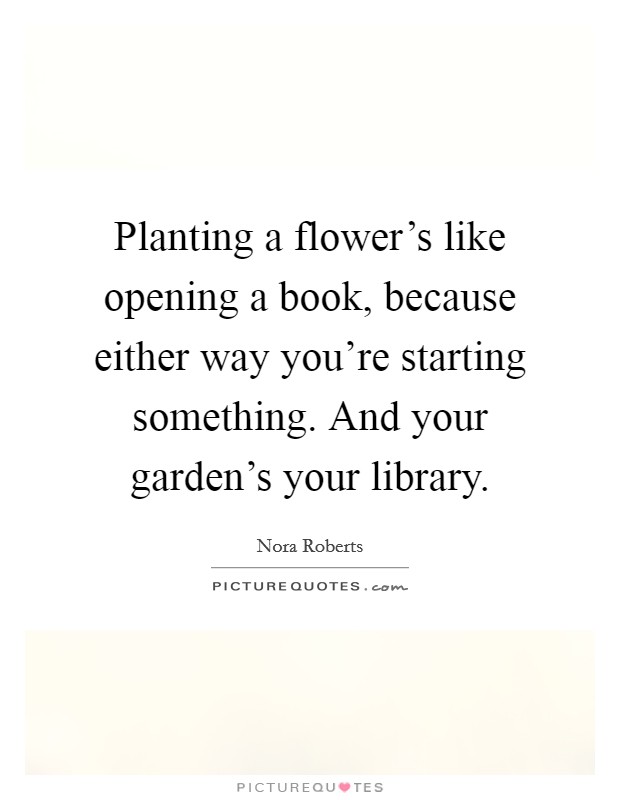 Planting a flower’s like
opening a book, because
either way you’re starting
something. And your
garden’s your library.
Nora Roberts
PICTUREQUOTES.com
PICTUREQUOTES